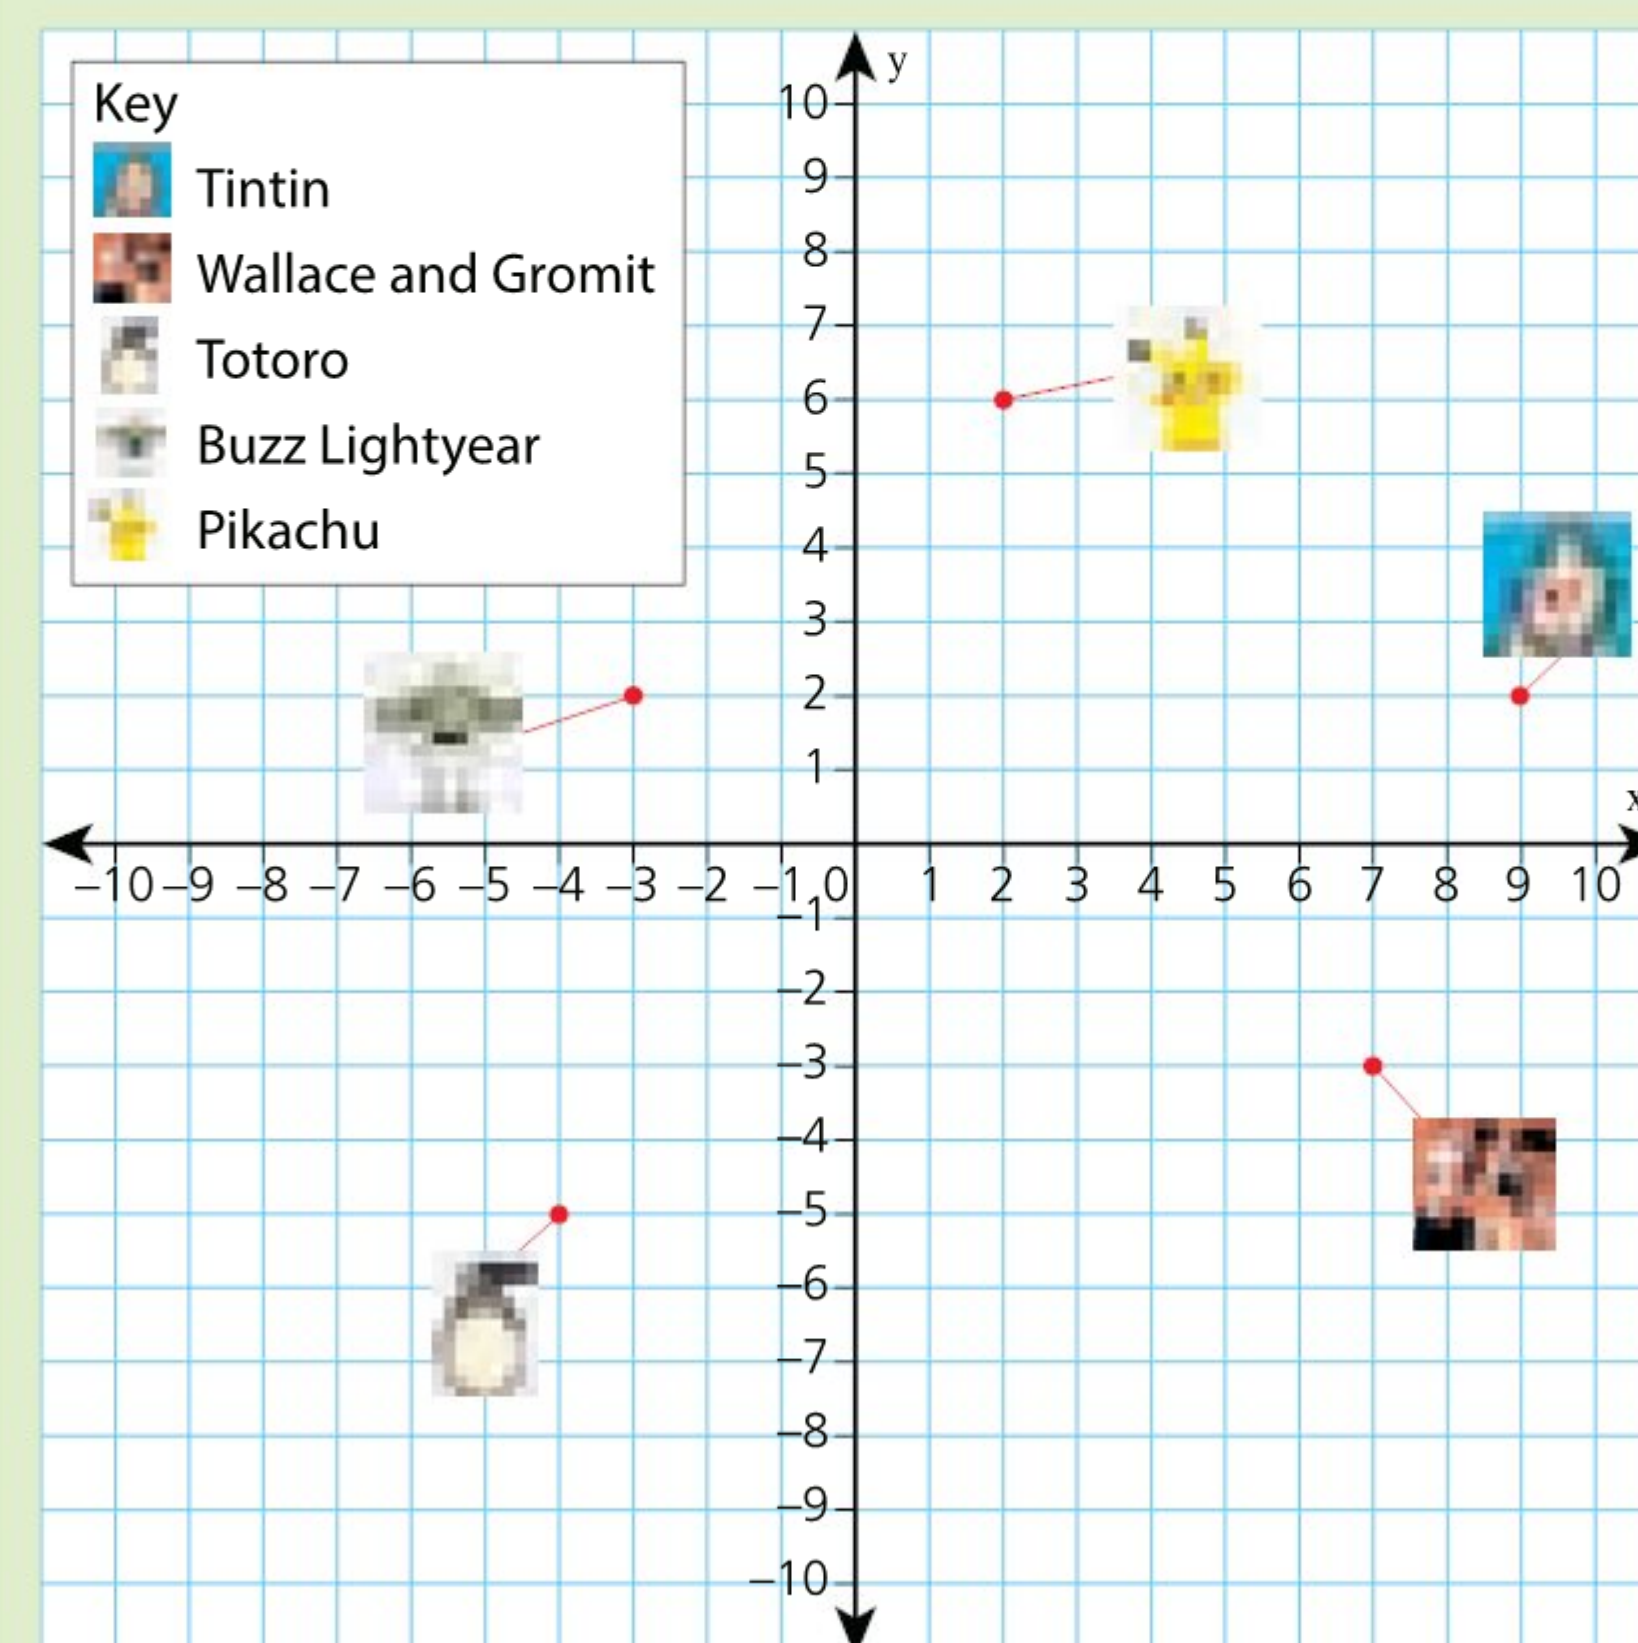 Key
Tintin
Wallace and Gromit
Totoro
Buzz Lightyear
Pikachu
y
10
9
8
7
6
5
4
3
2
1
x
–10 –9 –8 –7 –6 –5 –4 –3 –2 –1 0 1 2 3 4 5 6 7 8 9 10
–1
–2
–3
–4
–5
–6
–7
–8
–9
–10